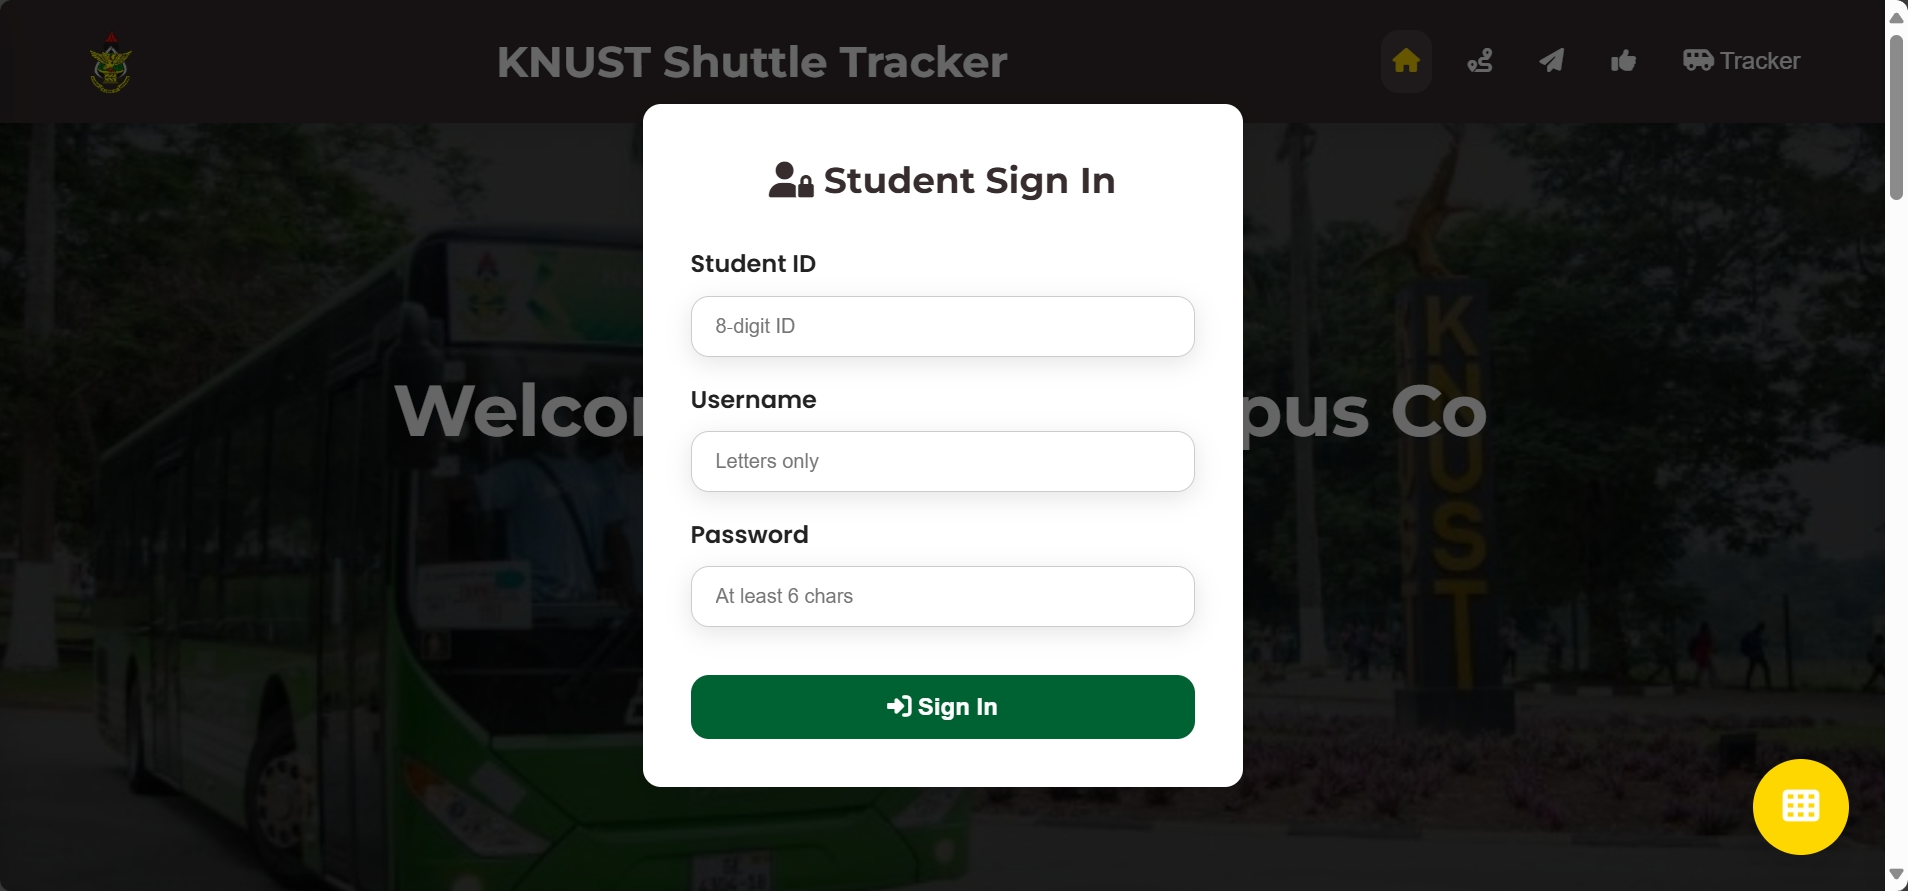 KNUST Shuttle Tracker
Tracker
Student Sign In
Student ID
8-digit ID
Welco
pus Co
Username
Letters only
Password
At least 6 chars
Sign In
KNUST